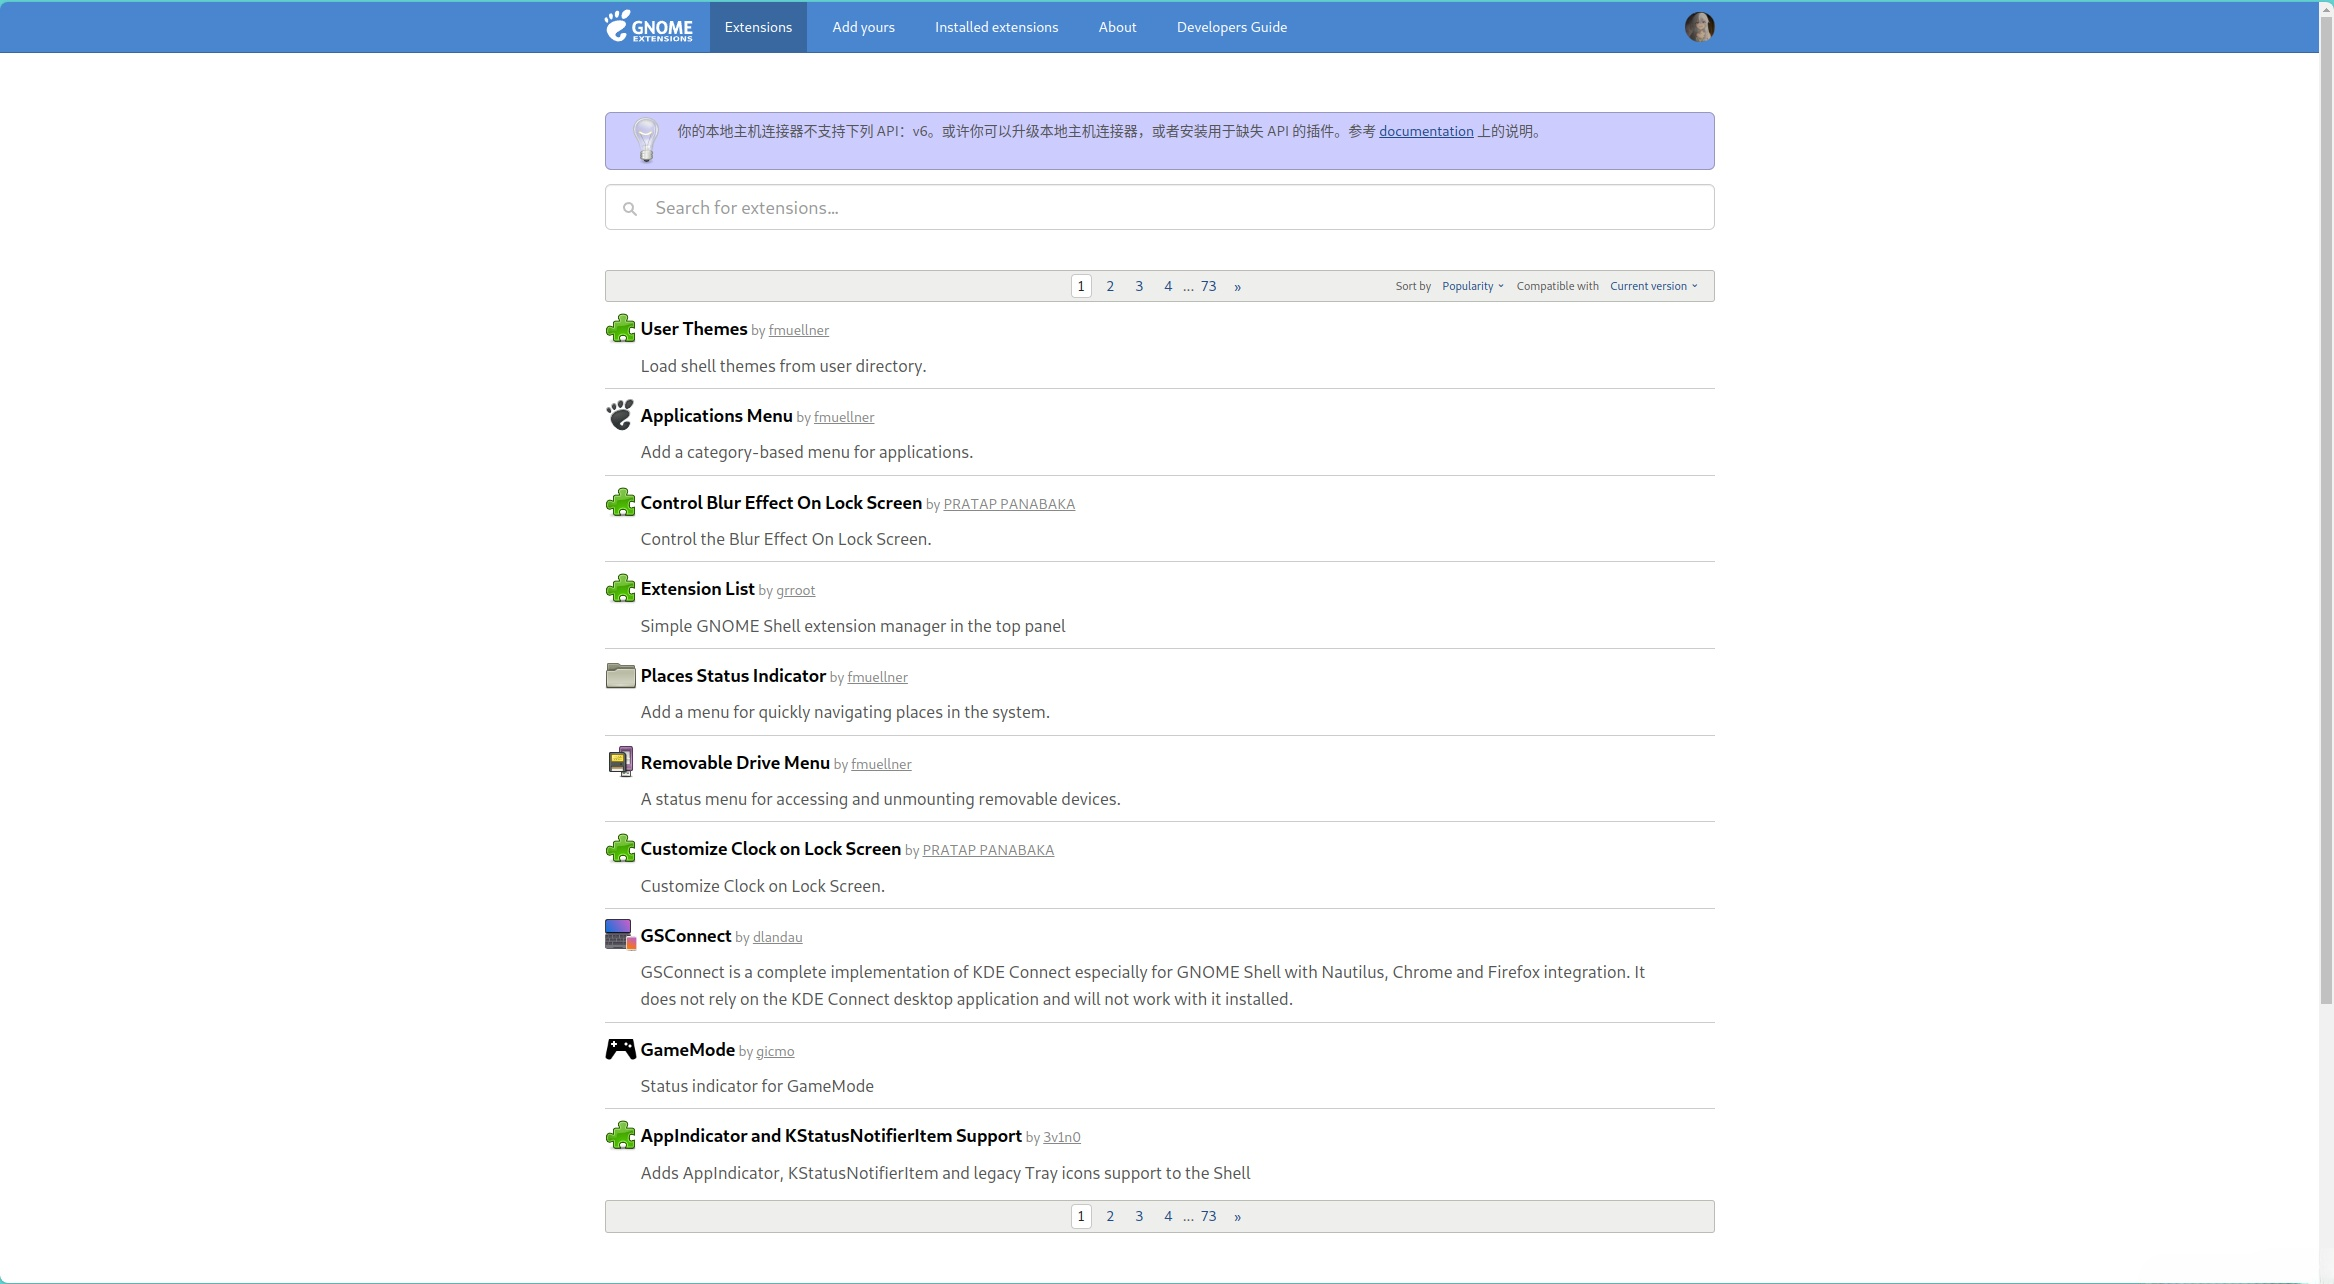 GNOME
EXTENSIONS
Extensions
Add yours
Installed extensions
About
Developers Guide
你的本地主机连接器不支持下列 API：v6。或许你可以升级本地主机连接器，或者安装用于缺失 API 的插件。参考 documentation 上的说明。
Search for extensions...
1 2 3 4 ... 73 » Sort by Popularity Compatible with Current version
User Themes by fmuellner
Load shell themes from user directory.
Applications Menu by fmuellner
Add a category-based menu for applications.
Control Blur Effect On Lock Screen by PRATAP PANABAKA
Control the Blur Effect On Lock Screen.
Extension List by grroot
Simple GNOME Shell extension manager in the top panel
Places Status Indicator by fmuellner
Add a menu for quickly navigating places in the system.
Removable Drive Menu by fmuellner
A status menu for accessing and unmounting removable devices.
Customize Clock on Lock Screen by PRATAP PANABAKA
Customize Clock on Lock Screen.
GSConnect by dlandau
GSConnect is a complete implementation of KDE Connect especially for GNOME Shell with Nautilus, Chrome and Firefox integration. It
does not rely on the KDE Connect desktop application and will not work with it installed.
GameMode by gicmo
Status indicator for GameMode
AppIndicator and KStatusNotifierItem Support by 3v1n0
Adds AppIndicator, KStatusNotifierItem and legacy Tray icons support to the Shell
1 2 3 4 ... 73 »